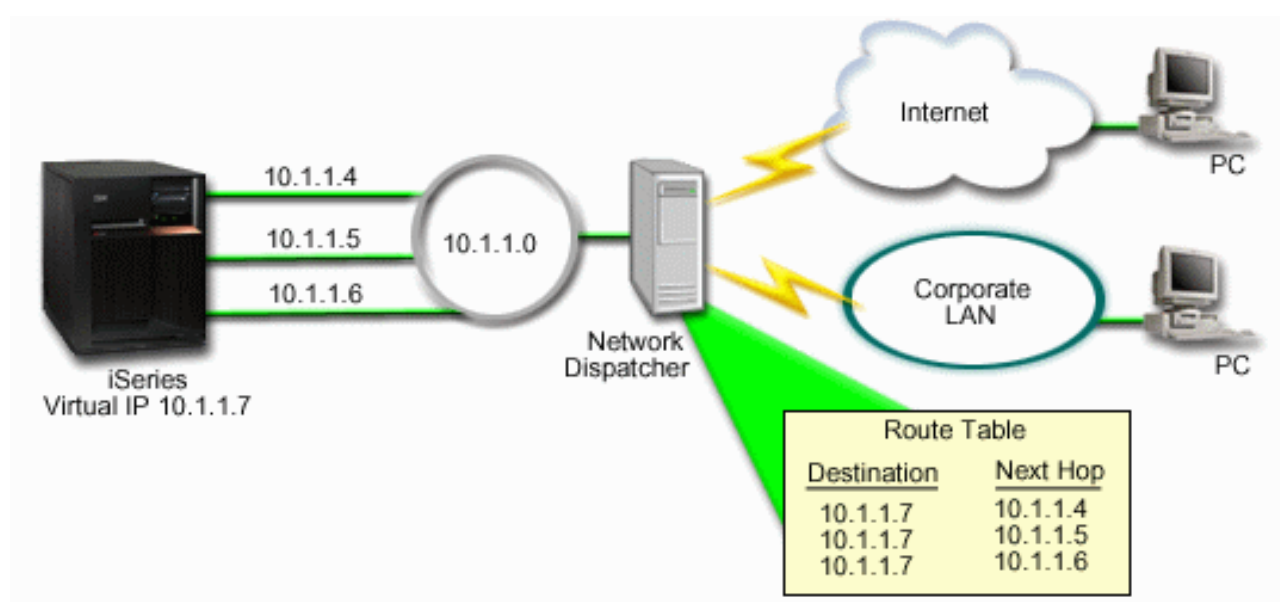 Internet
PC
10.1.1.4
10.1.1.5
10.1.1.0
10.1.1.6
Corporate
LAN
PC
Network
Dispatcher
iSeries
Virtual IP 10.1.1.7
Route Table
Destination Next Hop
10.1.1.7 10.1.1.4
10.1.1.7 10.1.1.5
10.1.1.7 10.1.1.6